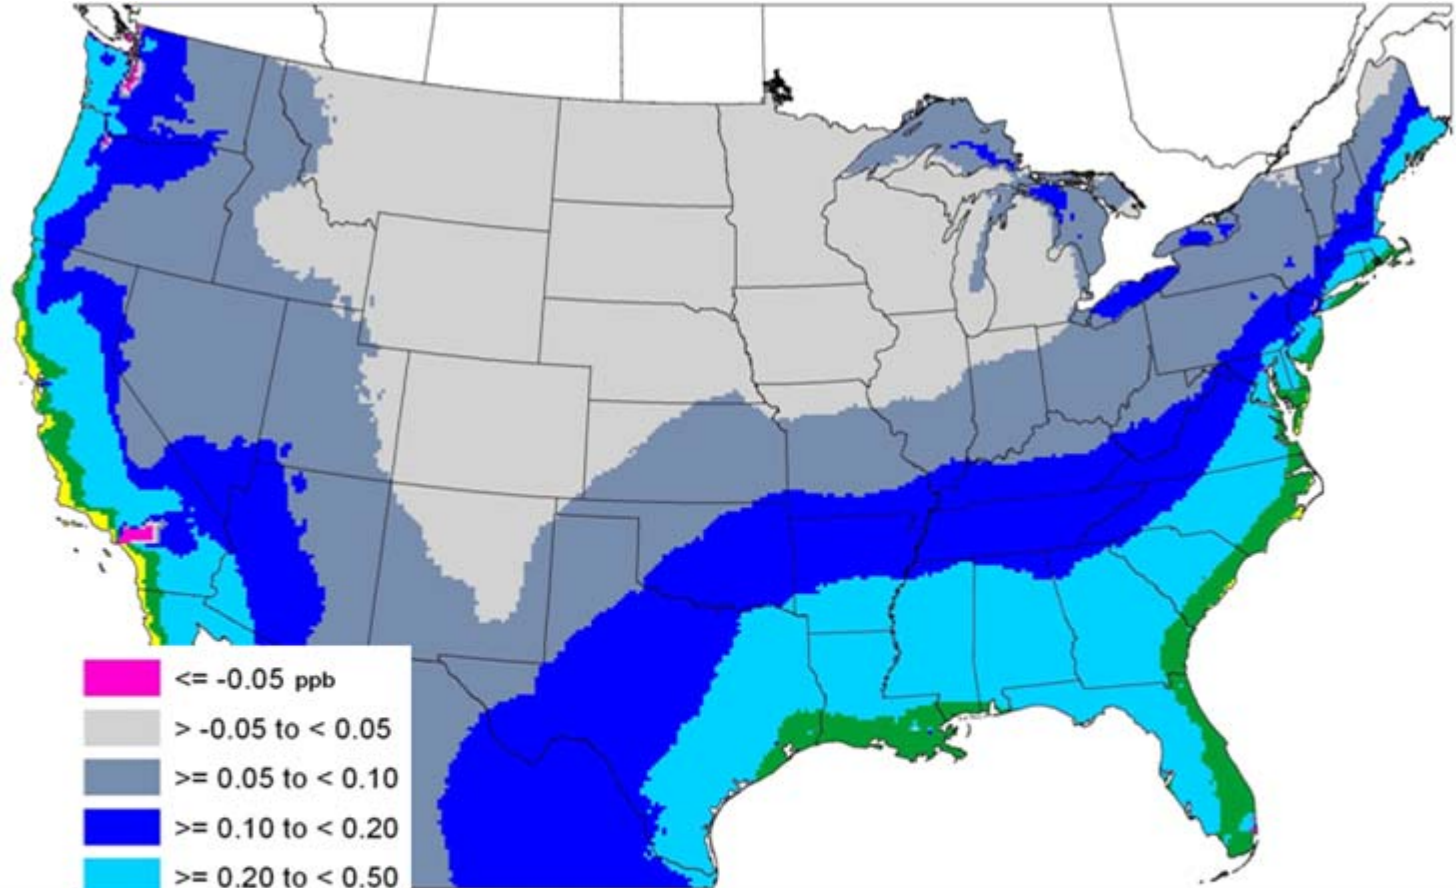 <= -0.05 ppb
> -0.05 to < 0.05
>= 0.05 to < 0.10
>= 0.10 to < 0.20
>= 0.20 to < 0.50